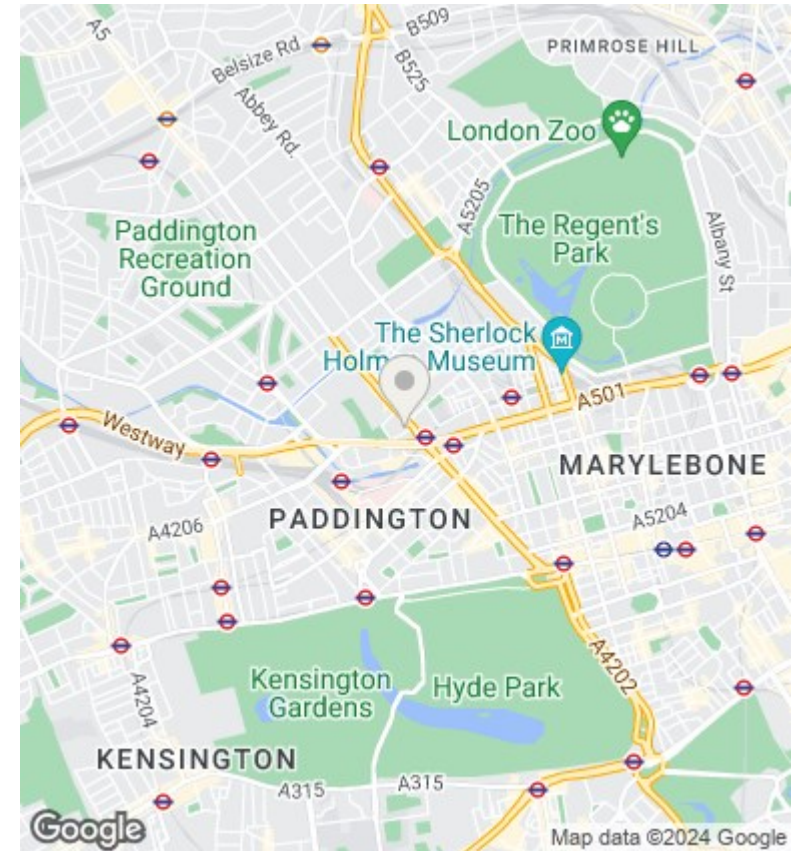 A5
B509
PRIMROSE HILL
Belsize Rd
B525
Abbey Rd.
London Zoo
A5205
Albany St
Paddington
Recreation
Ground
The Regent's
Park
The Sherlock
Museum
A501
Westway
MARYLEBONE
PADDINGTON
A4206
A5204
A4202
A4204
Kensington
Gardens
Hyde Park
KENSINGTON
A315
A315
Google
Map data ©2024 Google